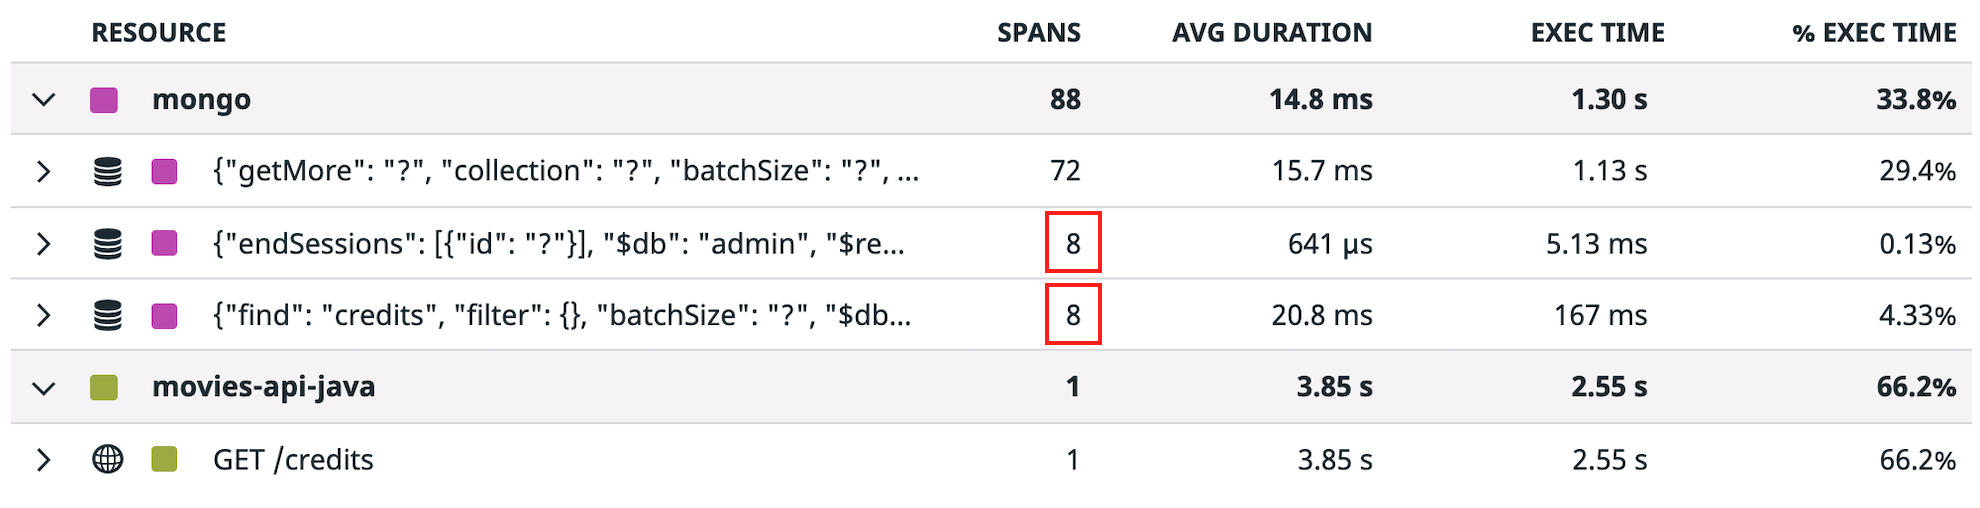 RESOURCE SPANS AVG DURATION EXEC TIME % EXEC TIME
mongo 88 14.8 ms 1.30 s 33.8%
{"getMore": "?", "collection": "?", "batchSize": "?", ... 72 15.7 ms 1.13 s 29.4%
{"endSessions": [{"id": "?"}], "$db": "admin", "$re... 8 641 µs 5.13 ms 0.13%
{"find": "credits", "filter": {}, "batchSize": "?", "$db... 8 20.8 ms 167 ms 4.33%
movies-api-java 1 3.85 s 2.55 s 66.2%
GET /credits 1 3.85 s 2.55 s 66.2%